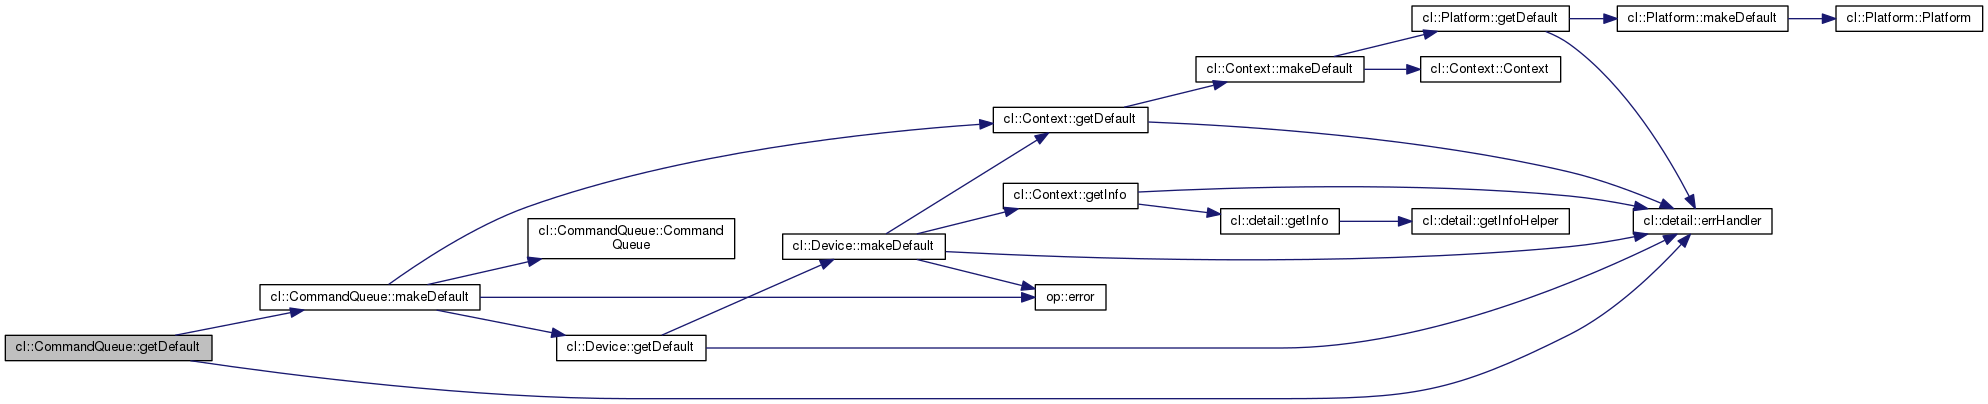 cl::Platform::getDefault
cl::Platform::makeDefault
cl::Platform::Platform
cl::Context::makeDefault
cl::Context::Context
cl::Context::getDefault
cl::Context::getInfo
cl::detail::getInfo
cl::detail::getInfoHelper
cl::detail::errHandler
cl::CommandQueue::Command
Queue
cl::Device::makeDefault
cl::CommandQueue::makeDefault
op::error
cl::CommandQueue::getDefault
cl::Device::getDefault